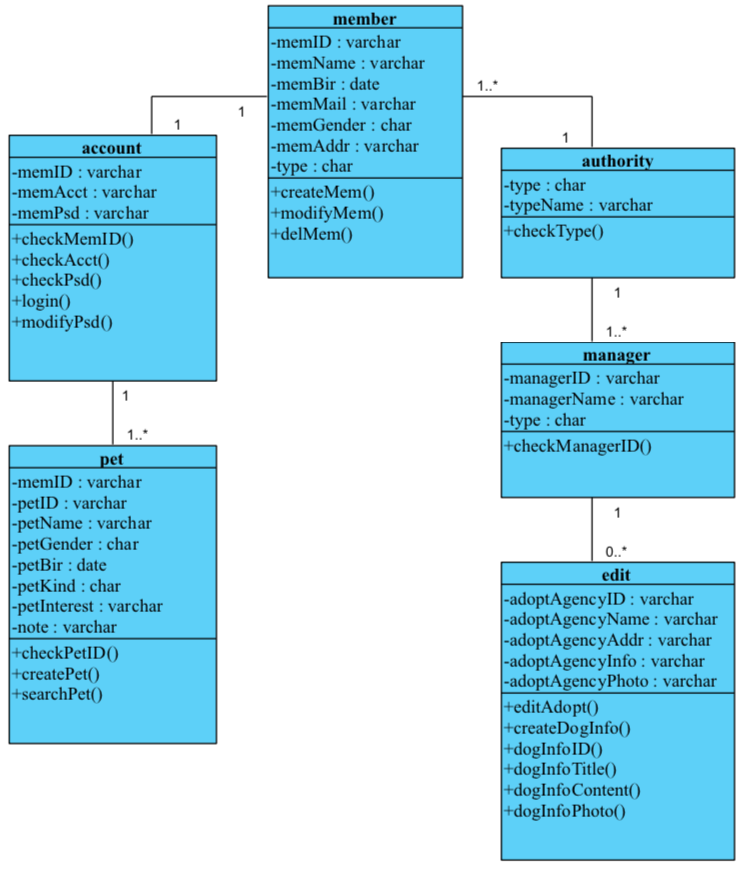 member
-memID : varchar
-memName : varchar
-memBir : date
-memMail : varchar
-memGender : char
-memAddr : varchar
-type : char
+createMem()
+modifyMem()
+delMem()
1
1
1..*
1
account
-memID : varchar
-memAcct : varchar
-memPsd : varchar
+checkMemID()
+checkAcct()
+checkPsd()
+login()
+modifyPsd()
authority
-type : char
-typeName : varchar
+checkType()
1
1..*
manager
-managerID : varchar
-managerName : varchar
-type : char
+checkManagerID()
1
1..*
pet
-memID : varchar
-petID : varchar
-petName : varchar
-petGender : char
-petBir : date
-petKind : char
-petInterest : varchar
-note : varchar
+checkPetID()
+createPet()
+searchPet()
1
0..*
edit
-adoptAgencyID : varchar
-adoptAgencyName : varchar
-adoptAgencyAddr : varchar
-adoptAgencyInfo : varchar
-adoptAgencyPhoto : varchar
+editAdopt()
+createDogInfo()
+dogInfoID()
+dogInfoTitle()
+dogInfoContent()
+dogInfoPhoto()